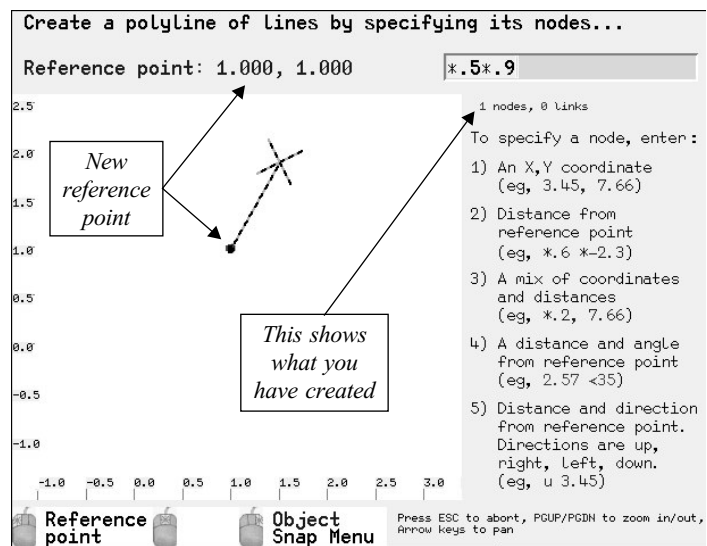 Create a polyline of lines by specifying its nodes...
Reference point: 1.000, 1.000
*.5*.9
1 nodes, 0 links
To specify a node, enter:
1) An X,Y coordinate
(eg, 3.45, 7.66)
2) Distance from
reference point
(eg, *.6 *-2.3)
3) A mix of coordinates
and distances
(eg, *.2, 7.66)
4) A distance and angle
from reference point
(eg, 2.57 <35)
5) Distance and direction
from reference point.
Directions are up,
right, left, down.
(eg, u 3.45)
2.5
2.0
1.5
1.0
0.5
0.0
-0.5
-1.0
New
reference
point
This shows
what you
have created
-1.0 -0.5 0.0 0.5 1.0 1.5 2.0 2.5 3.0
Reference
point
Object
Snap Menu
Press ESC to abort, PGUP/PGDN to zoom in/out,
Arrow keys to pan